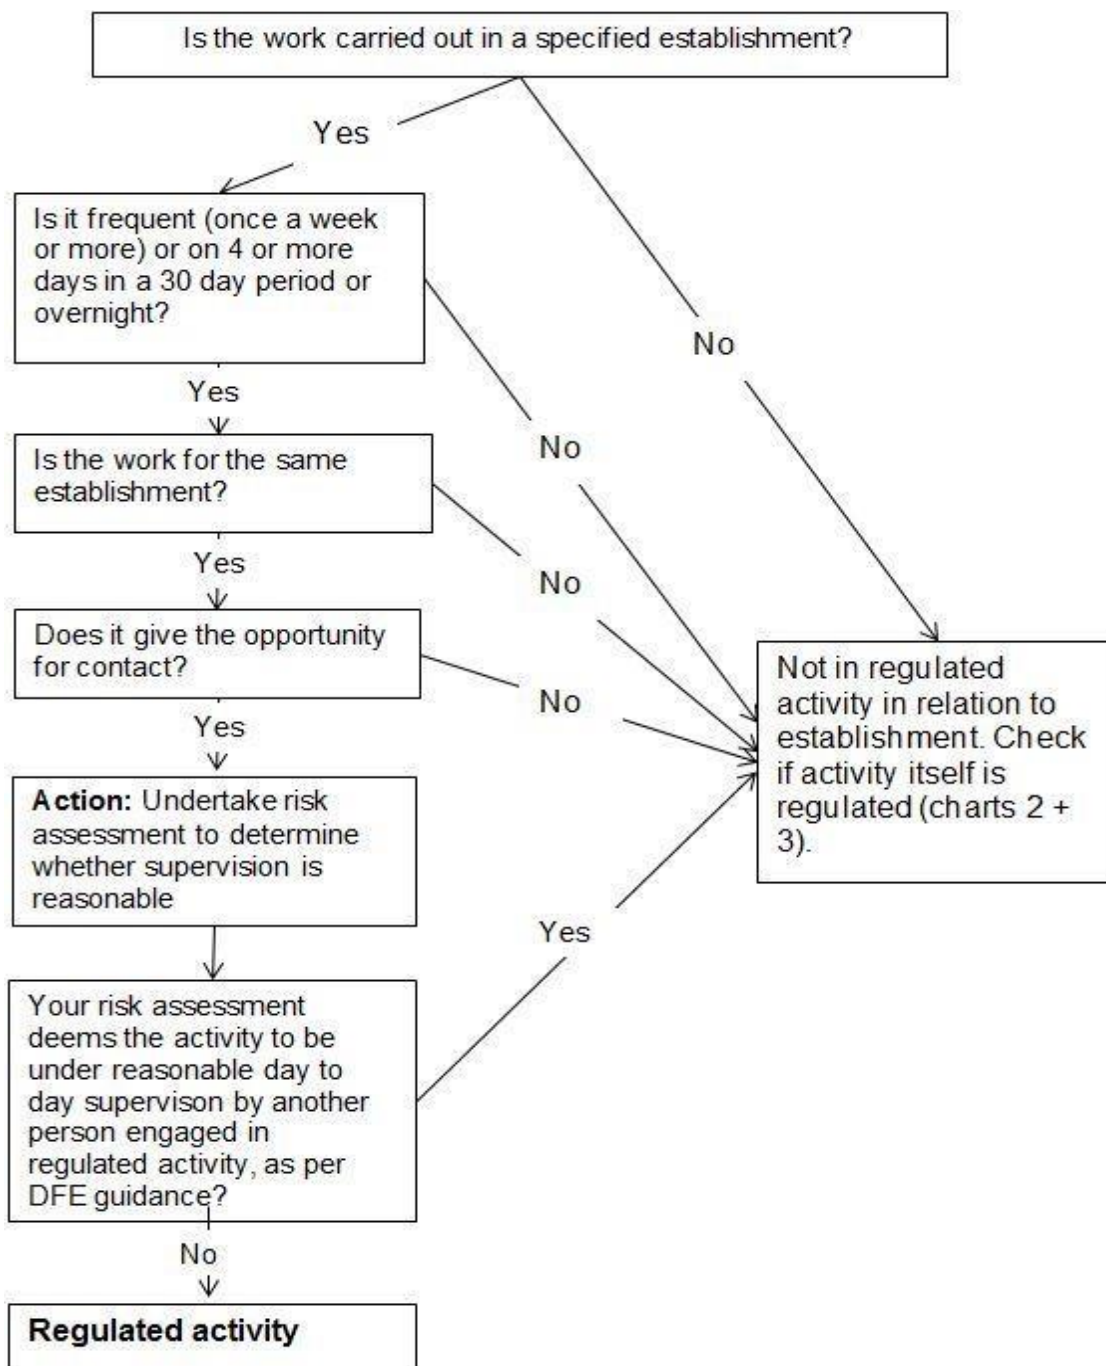 Is the work carried out in a specified establishment?
Yes
Is it frequent (once a week
or more) or on 4 or more
days in a 30 day period or
overnight?
No
Yes
No
Is the work for the same
establishment?
Yes
No
Does it give the opportunity
for contact?
No
Yes
Not in regulated
activity in relation to
establishment. Check
if activity itself is
regulated (charts 2 +
3).
Action: Undertake risk
assessment to determine
whether supervision is
reasonable
Yes
Your risk assessment
deems the activity to be
under reasonable day to
day supervison by another
person engaged in
regulated activity, as per
DFE guidance?
No
Regulated activity